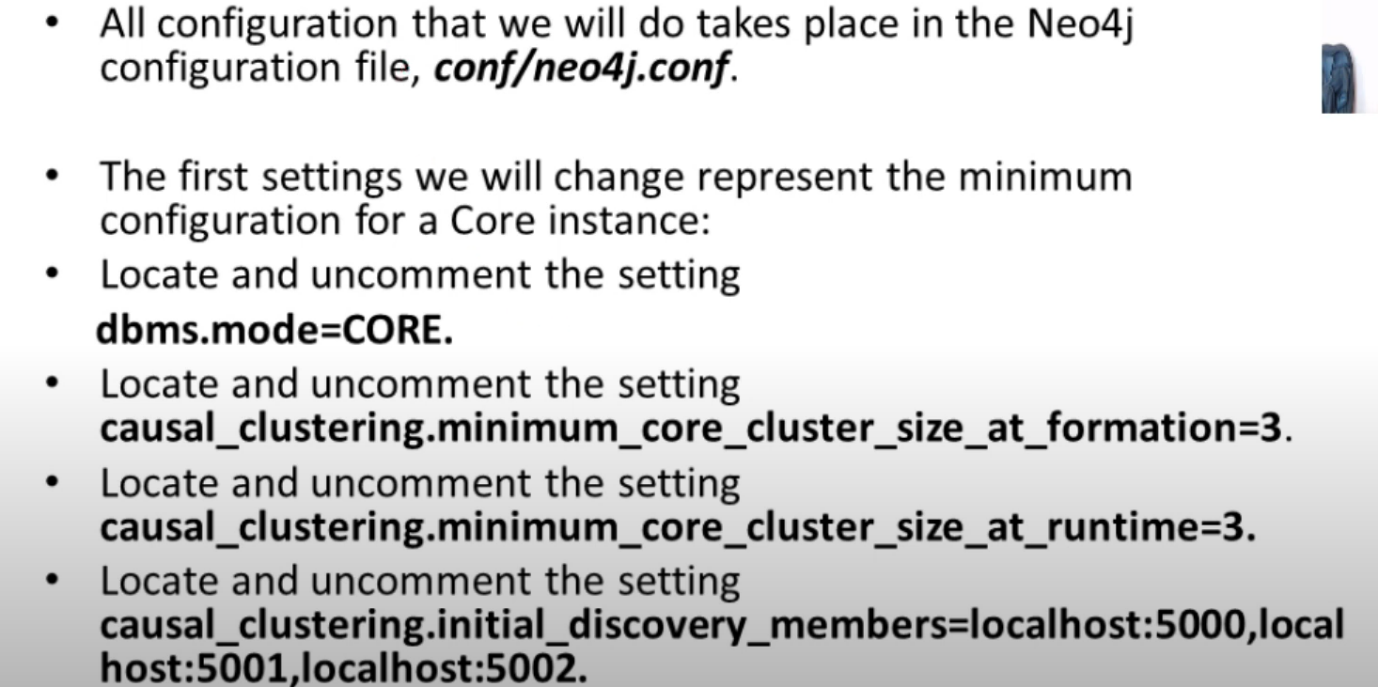 • All configuration that we will do takes place in the Neo4j
configuration file, conf/neo4j.conf.
• The first settings we will change represent the minimum
configuration for a Core instance:
• Locate and uncomment the setting
dbms.mode=CORE.
• Locate and uncomment the setting
causal_clustering.minimum_core_cluster_size_at_formation=3.
• Locate and uncomment the setting
causal_clustering.minimum_core_cluster_size_at_runtime=3.
• Locate and uncomment the setting
causal_clustering.initial_discovery_members=localhost:5000,local
host:5001,localhost:5002.